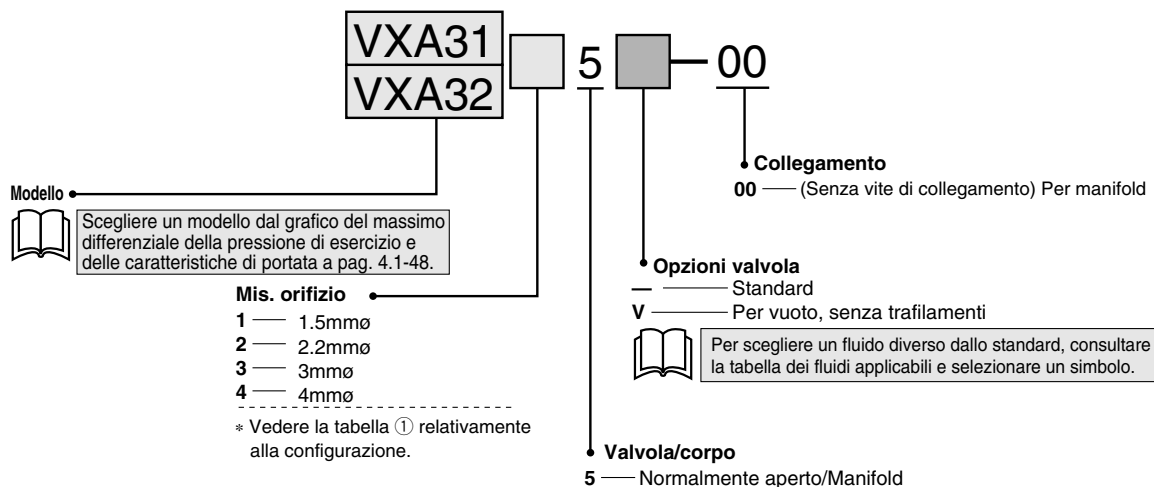 VXA31
VXA32
5 — 00
Modello
Scegliere un modello dal grafico del massimo
differenziale della pressione di esercizio e
delle caratteristiche di portata a pag. 4.1-48.
Mis. orifizio
1 — 1.5mmø
2 — 2.2mmø
3 — 3mmø
4 — 4mmø
* Vedere la tabella ① relativamente
alla configurazione.
Collegamento
00 — (Senza vite di collegamento) Per manifold
Opzioni valvola
— — Standard
V — Per vuoto, senza trafilamenti
Per scegliere un fluido diverso dallo standard, consultare
la tabella dei fluidi applicabili e selezionare un simbolo.
Valvola/corpo
5 — Normalmente aperto/Manifold